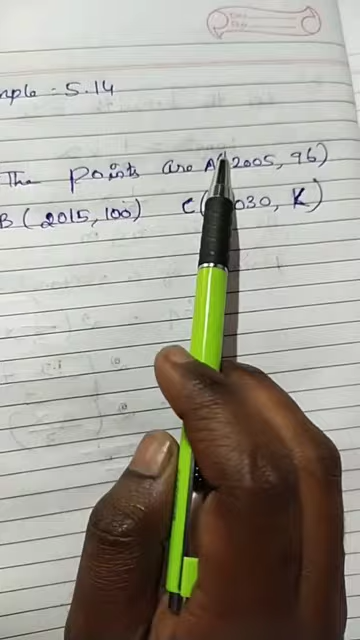 mple : 5.14
The points are A(2005, 96)
B (2015, 100) C(2030, K)